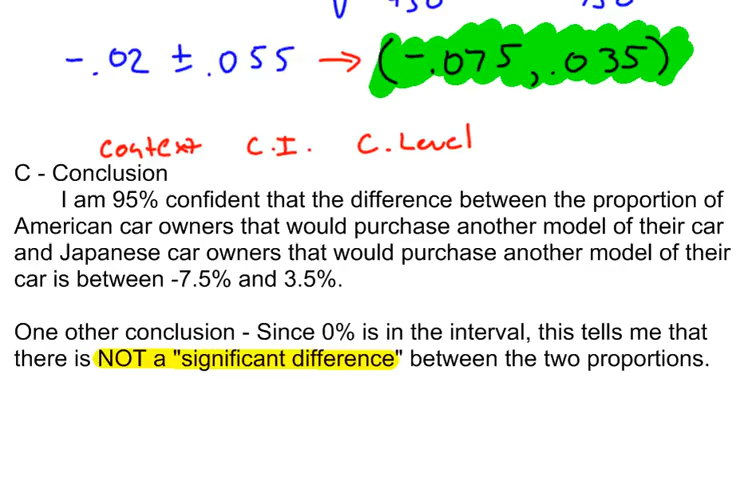 -.02 ± .055 → (-.075, .035)
Context C.I. C. Level
C - Conclusion
I am 95% confident that the difference between the proportion of
American car owners that would purchase another model of their car
and Japanese car owners that would purchase another model of their
car is between -7.5% and 3.5%.
One other conclusion - Since 0% is in the interval, this tells me that
there is NOT a "significant difference" between the two proportions.